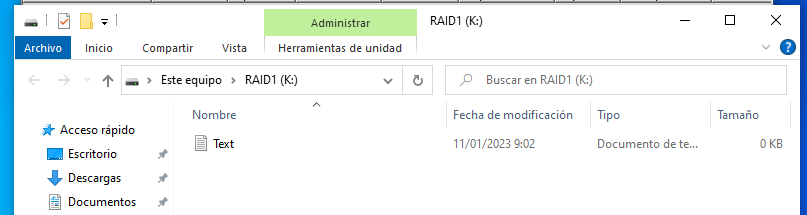 Administrar
RAID1 (K:)
Archivo Inicio Compartir Vista Herramientas de unidad
Este equipo RAID1 (K:) Buscar en RAID1 (K:)
Nombre Fecha de modificación Tipo Tamaño
Acceso rápido
Text 11/01/2023 9:02 Documento de te... 0 KB
Escritorio
Descargas
Documentos